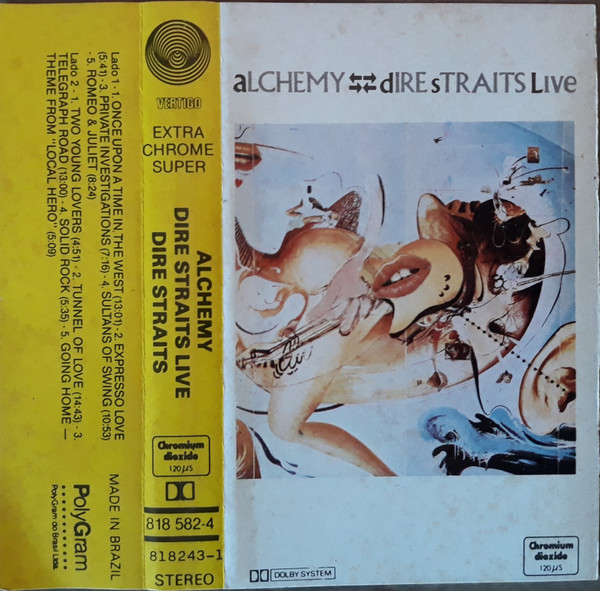 Lado 1 - 1. ONCE UPON A TIME IN THE WEST (13:05) - 2. EXPRESSO LOVE
(5:41) - 3. PRIVATE INVESTIGATIONS (7:16) - 4. SULTANS OF SWING (10:53)
- 5. ROMEO & JULIET (8:24)
Lado 2 - 1. TWO YOUNG LOVERS (4:51) - 2. TUNNEL OF LOVE (14:43) - 3.
TELEGRAPH ROAD (13:00) - 4. SOLID ROCK (5:35) - 5. GOING HOME —
THEME FROM "LOCAL HERO" (5:09)
MADE IN BRAZIL
PolyGram
PolyGram do Brasil Ltda.
VERTIGO
EXTRA
CHROME
SUPER
ALCHEMY
DIRE STRAITS LIVE
DIRE STRAITS
Chromium
dioxide
120 µS
818 582-4
818243-1
STEREO
aLCHEMY dIRE sTRAITS Live
DOLBY SYSTEM
Chromium
dioxide
120 µS